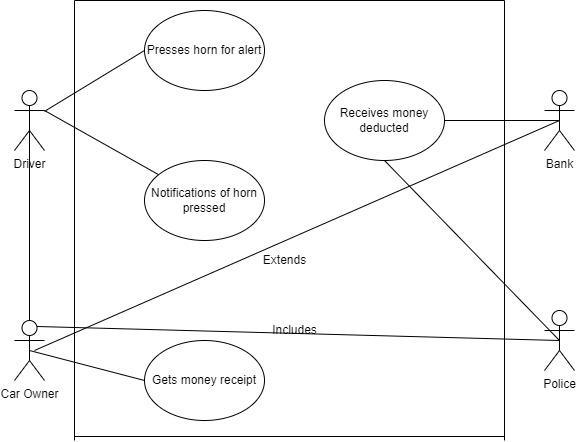 Presses horn for alert
Receives money
deducted
Driver
Bank
Notifications of horn
pressed
Extends
Includes
Gets money receipt
Car Owner
Police